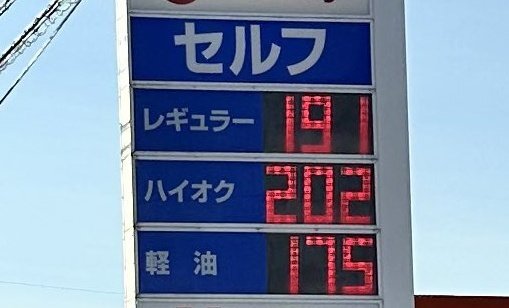 セルフ
レギュラー 191
ハイオク 202
軽油 175